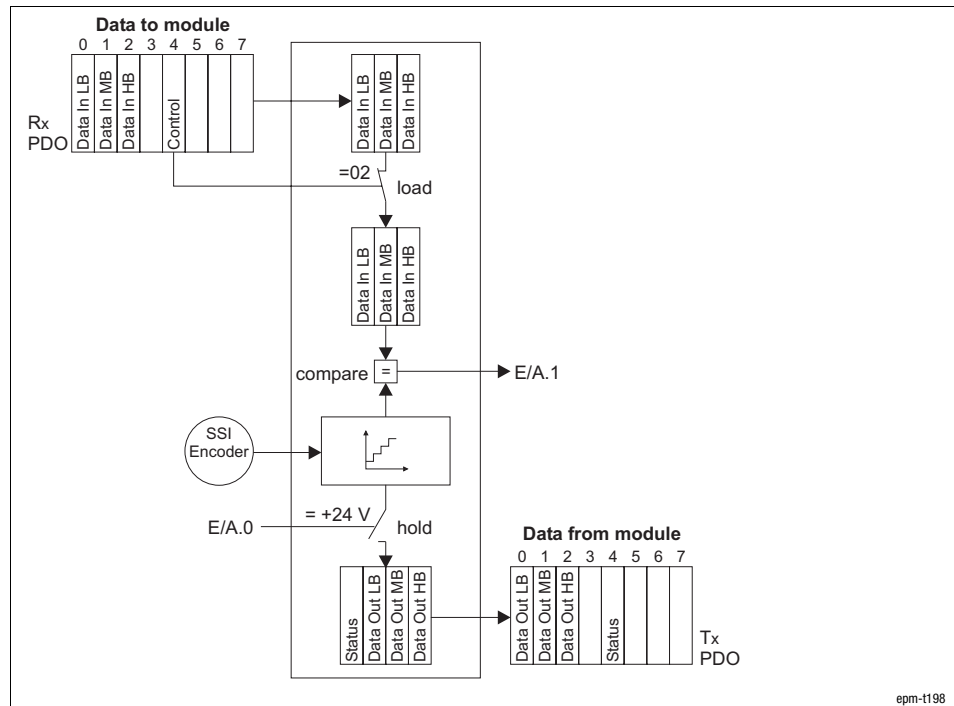 Data to module
0 1 2 3 4 5 6 7
Data In LB
Data In MB
Data In HB
Control
Rx
PDO
Data In LB
Data In MB
Data In HB
=02
load
Data In LB
Data In MB
Data In HB
compare
=
E/A.1
SSI
Encoder
E/A.0
= +24 V
hold
Status
Data Out LB
Data Out MB
Data Out HB
Data from module
0 1 2 3 4 5 6 7
Data Out LB
Data Out MB
Data Out HB
Status
Tx
PDO
epm-t198